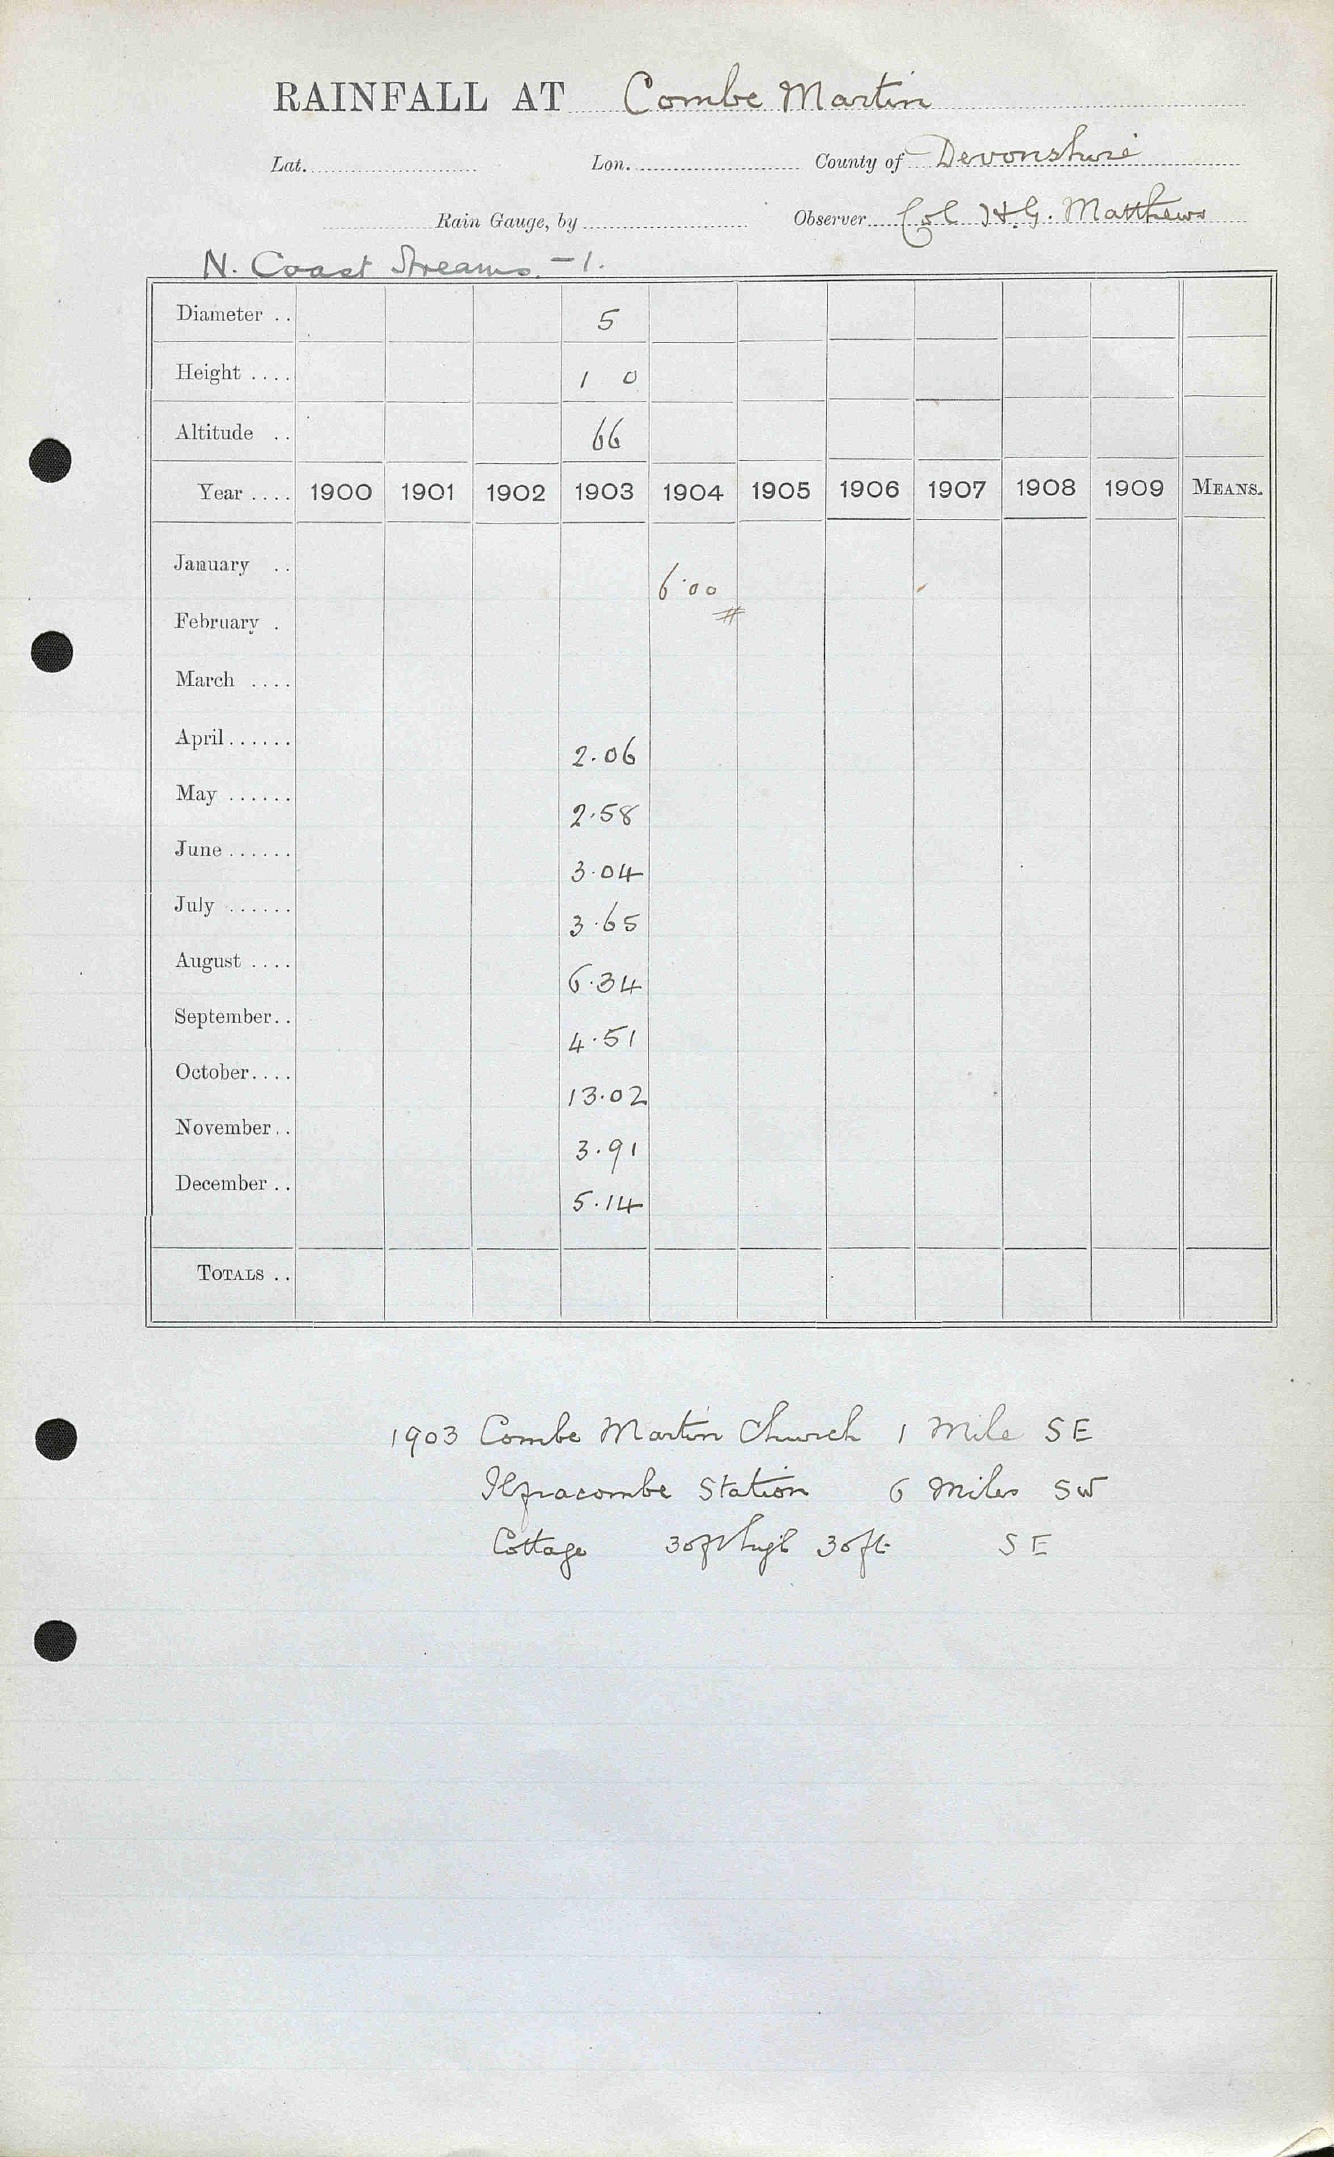 RAINFALL AT Combe Martin
Lat. Lon. County of Devonshire
Rain Gauge, by Observer Col H.G. Matthews
N. Coast Streams. -1.
Diameter .. 5
Height .... 1 0
Altitude .. 66
Year .... 1900 1901 1902 1903 1904 1905 1906 1907 1908 1909 MEANS.
January .. 6.00
February . #
March ....
April ...... 2.06
May ...... 2.58
June ...... 3.04
July ...... 3.65
August .... 6.34
September.. 4.51
October.... 13.02
November.. 3.91
December .. 5.14
TOTALS ..
1903 Combe Martin Church 1 Mile SE
Ilfracombe Station 6 Miles SW
Cottage 30ft high 30ft SE